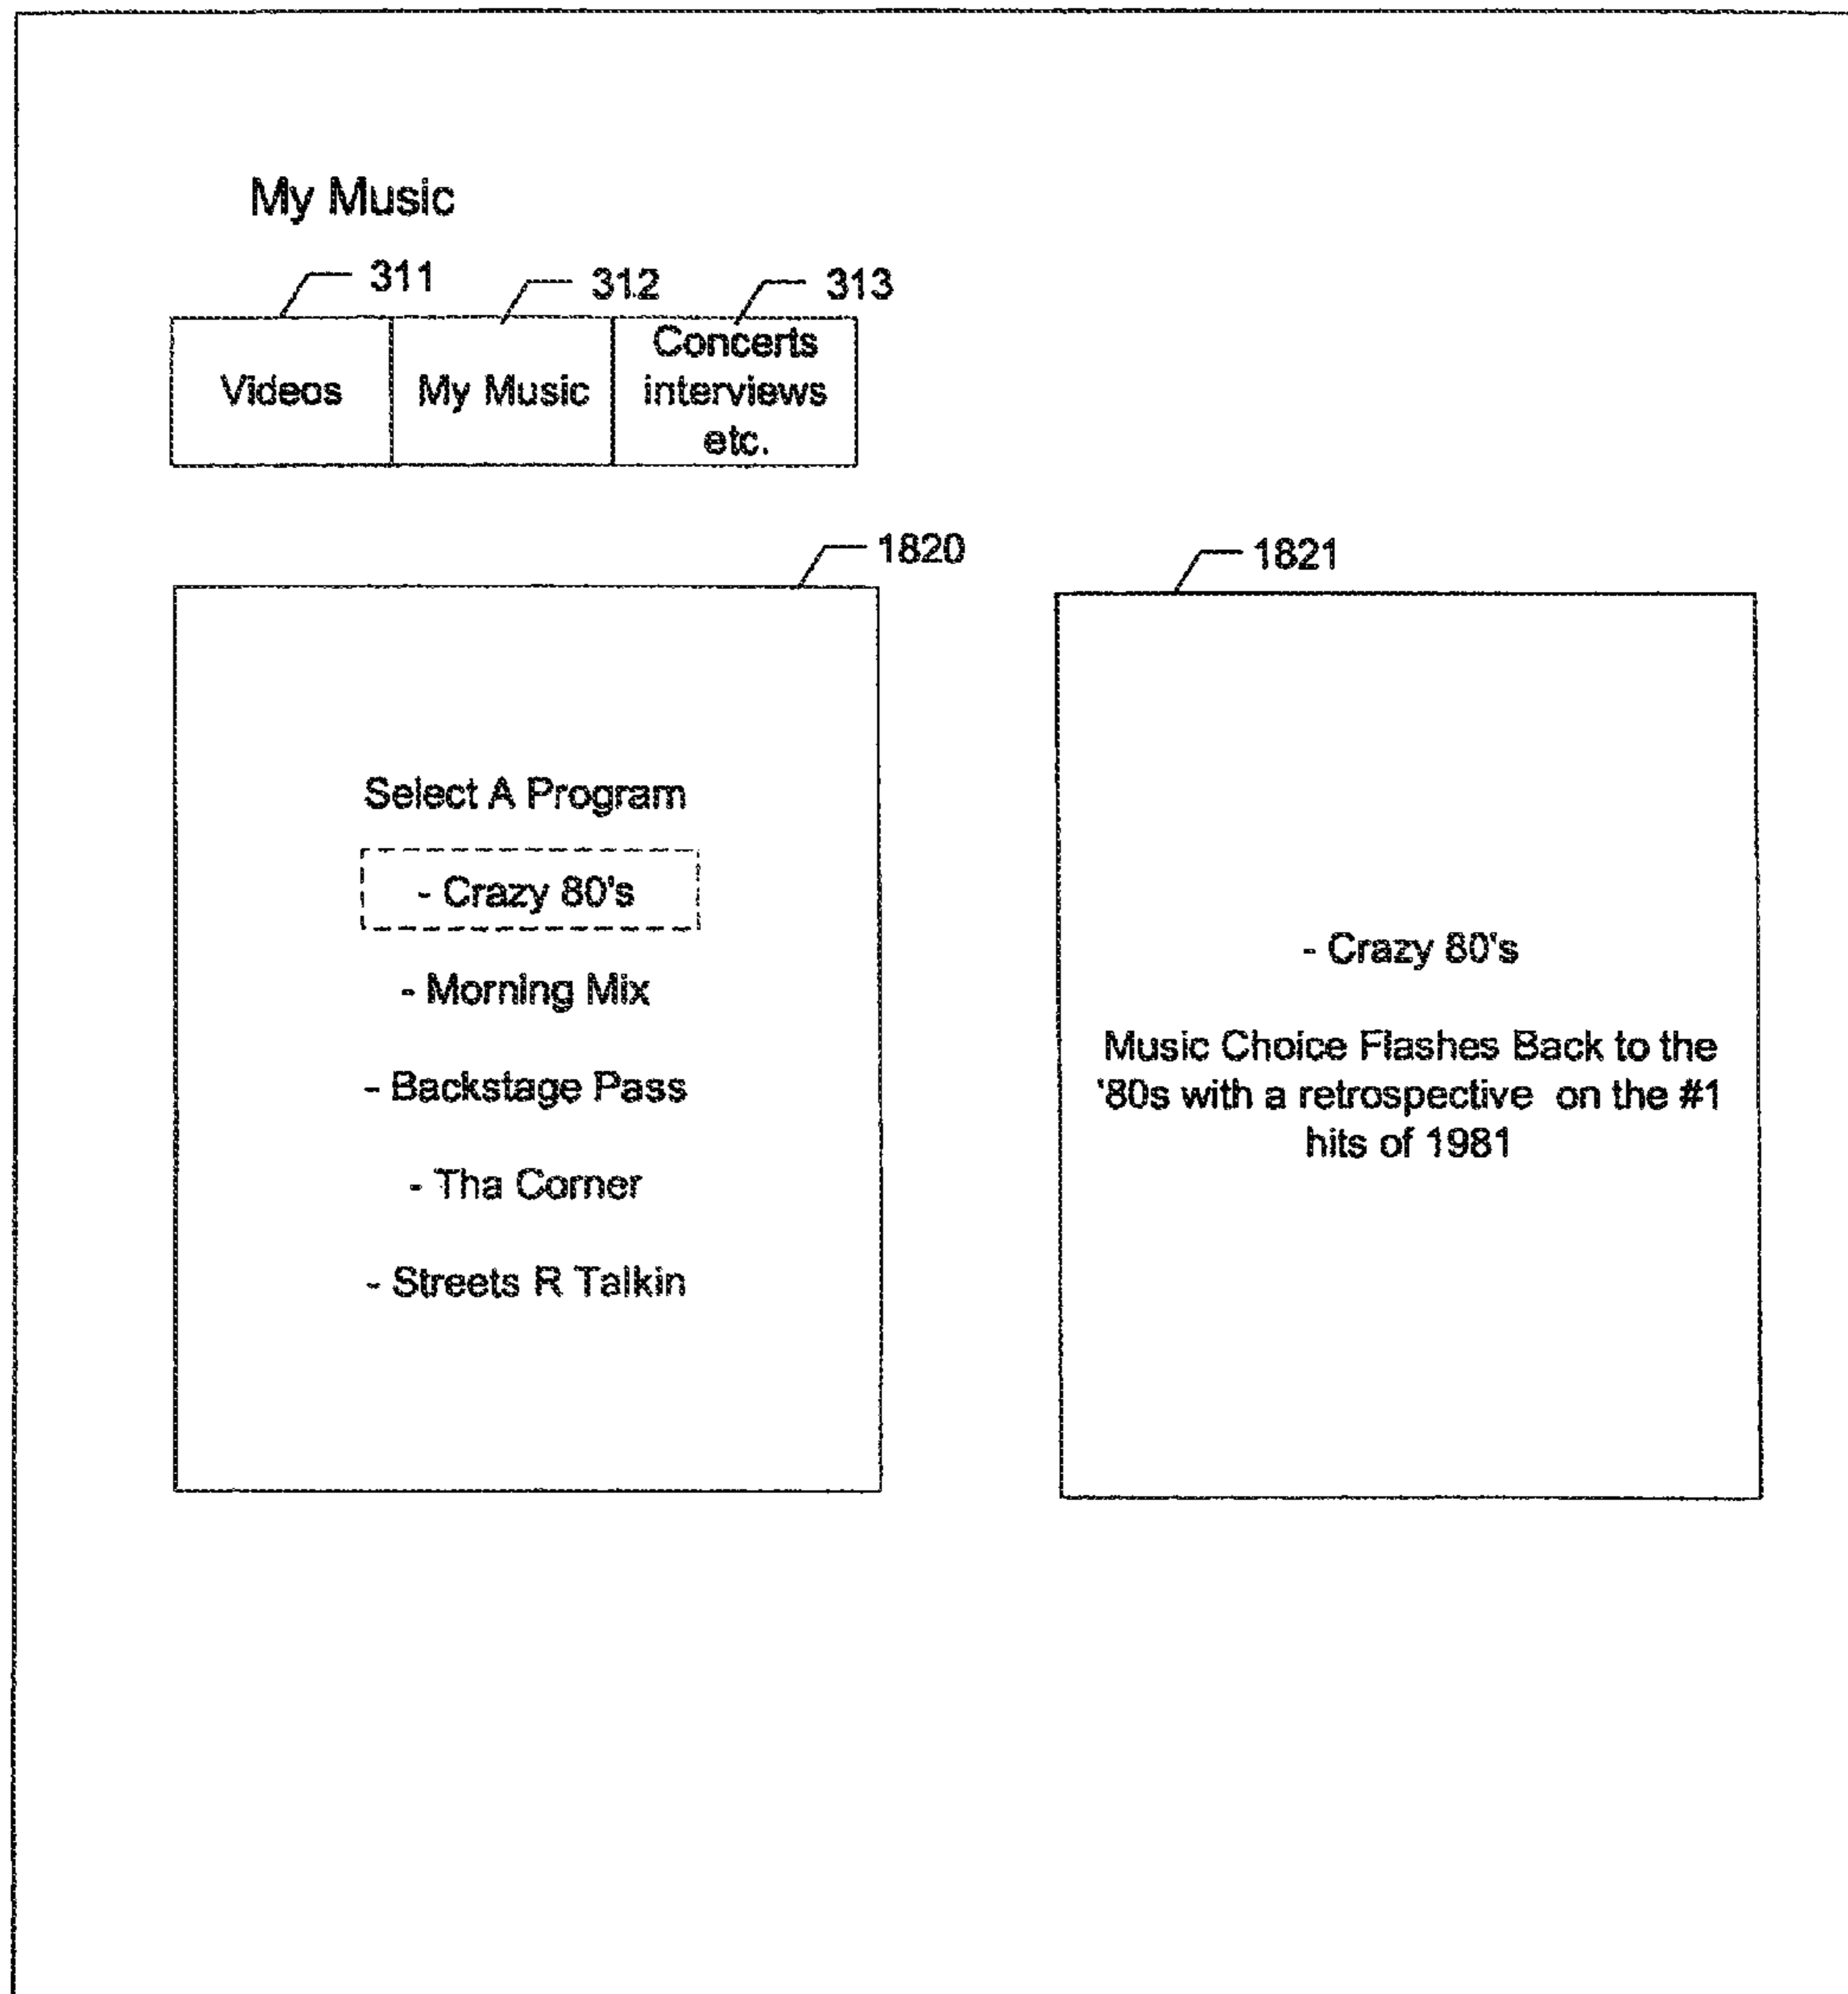 My Music
311
312
313
Videos
My Music
Concerts
interviews
etc.
1820
1821
Select A Program
- Crazy 80's
- Morning Mix
- Backstage Pass
- Tha Corner
- Streets R Talkin
- Crazy 80's
Music Choice Flashes Back to the
'80s with a retrospective on the #1
hits of 1981